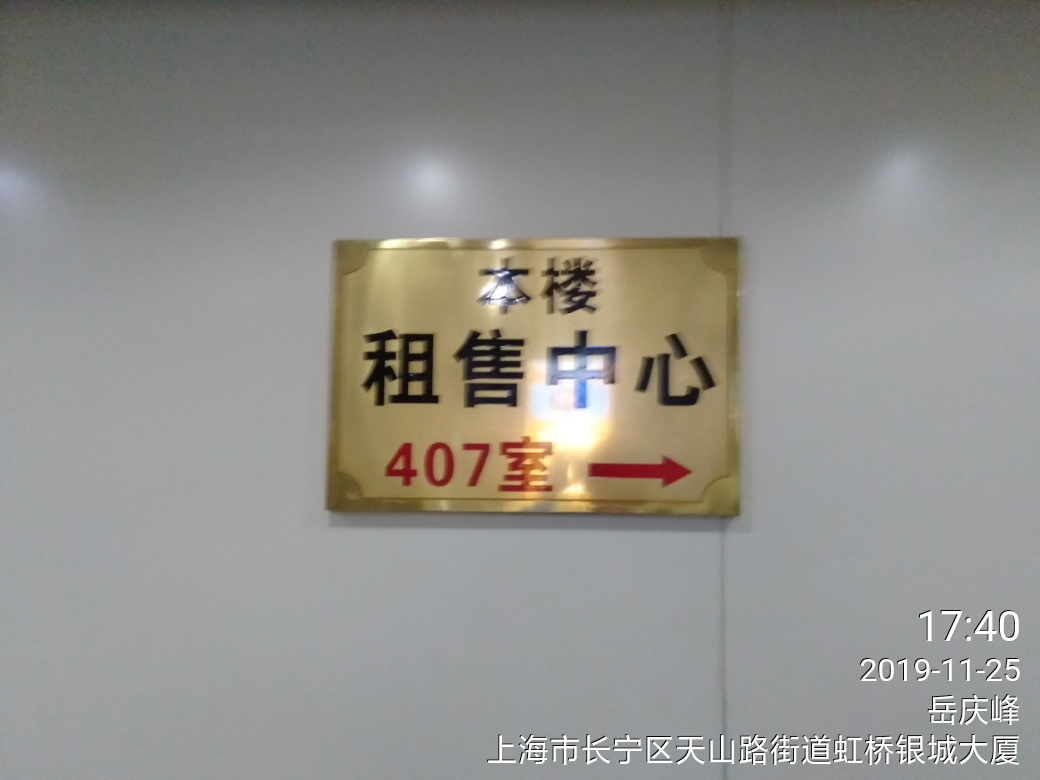 本楼
租售中心
407室
17:40
2019-11-25
岳庆峰
上海市长宁区天山路街道虹桥银城大厦